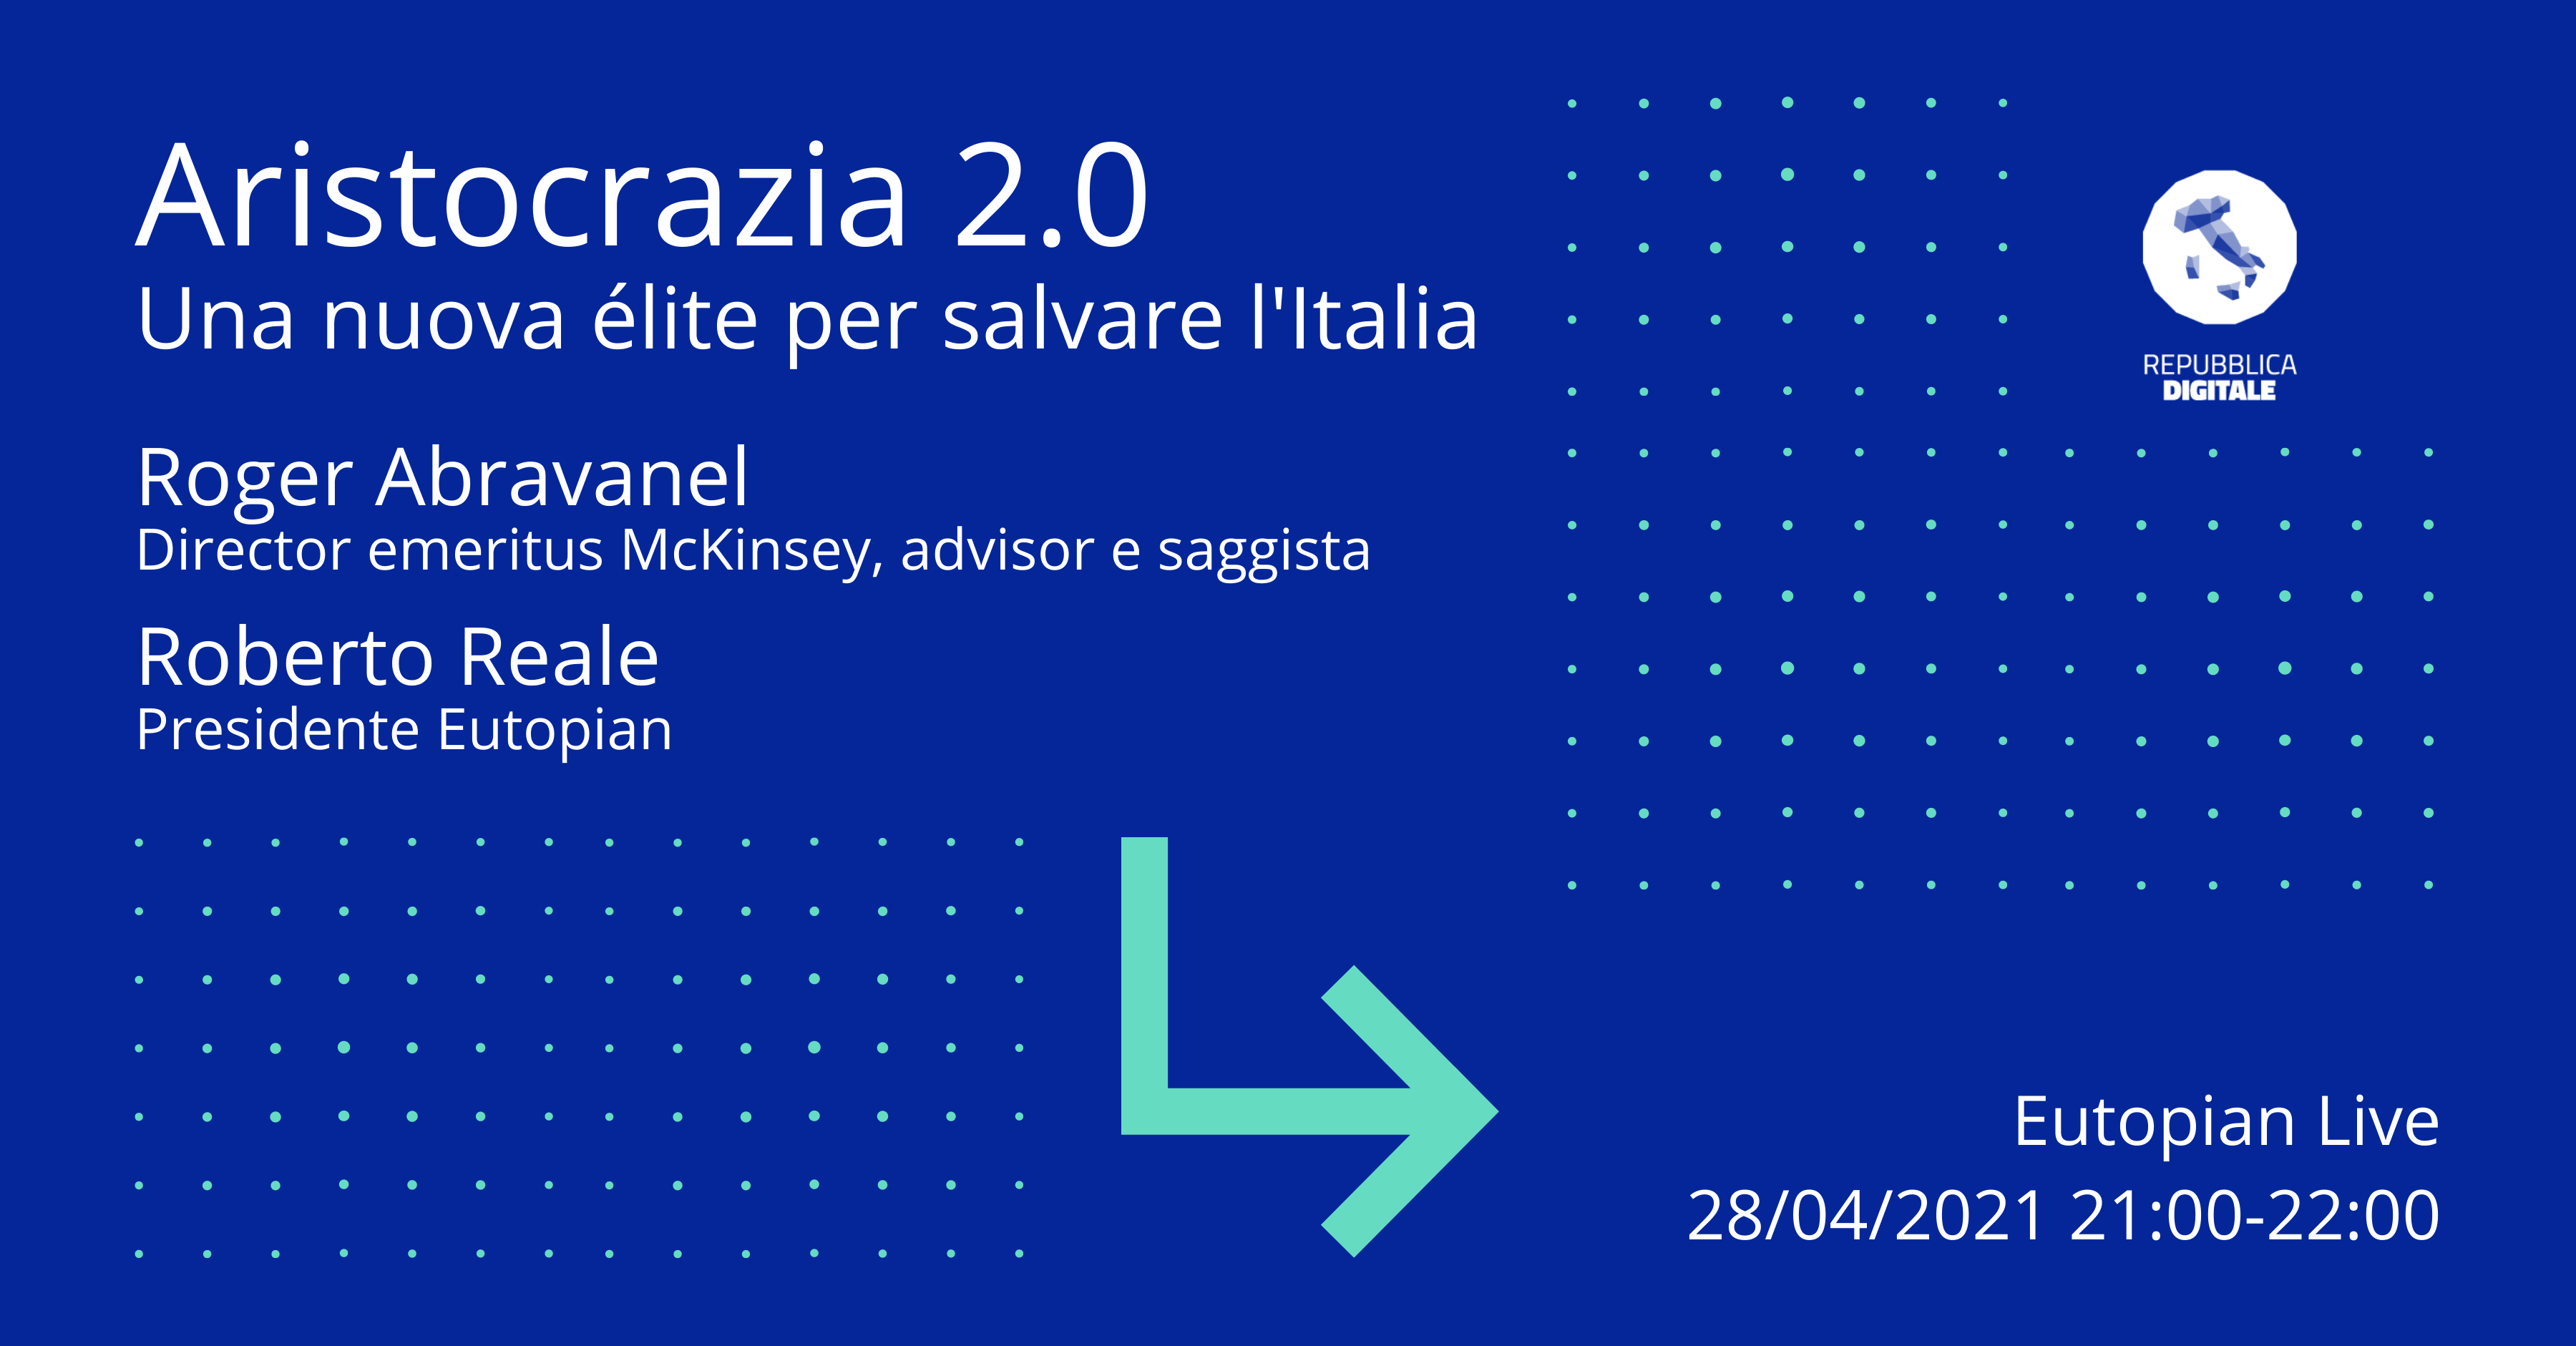 Aristocrazia 2.0
Una nuova élite per salvare l'Italia
REPUBBLICA
DIGITALE
Roger Abravanel
Director emeritus McKinsey, advisor e saggista
Roberto Reale
Presidente Eutopian
Eutopian Live
28/04/2021 21:00-22:00